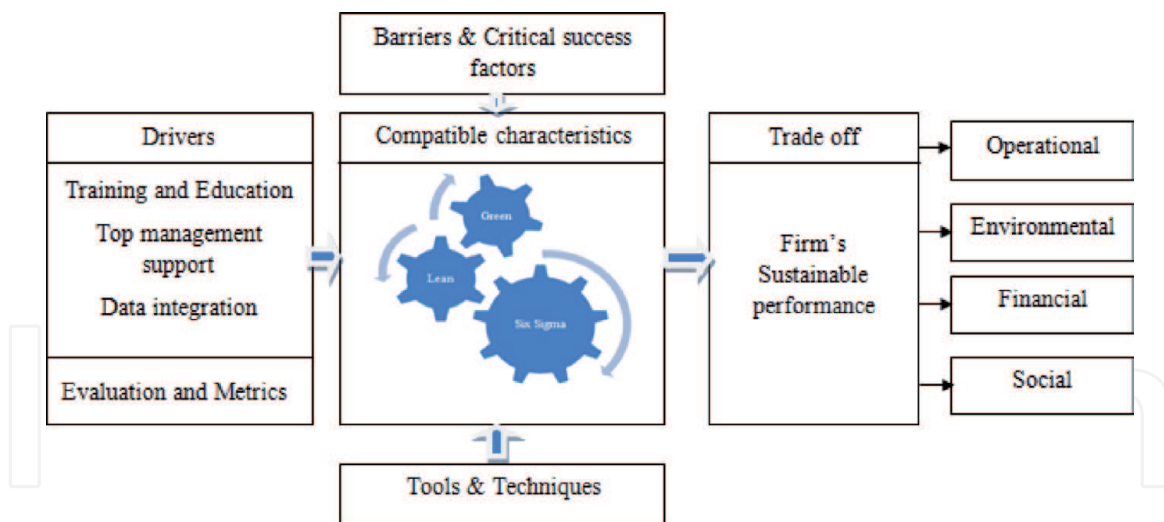 Barriers & Critical success
factors
Drivers
Training and Education
Top management
support
Data integration
Evaluation and Metrics
Compatible characteristics
Green
Lean
Six Sigma
Tools & Techniques
Trade off
Firm's
Sustainable
performance
Operational
Environmental
Financial
Social